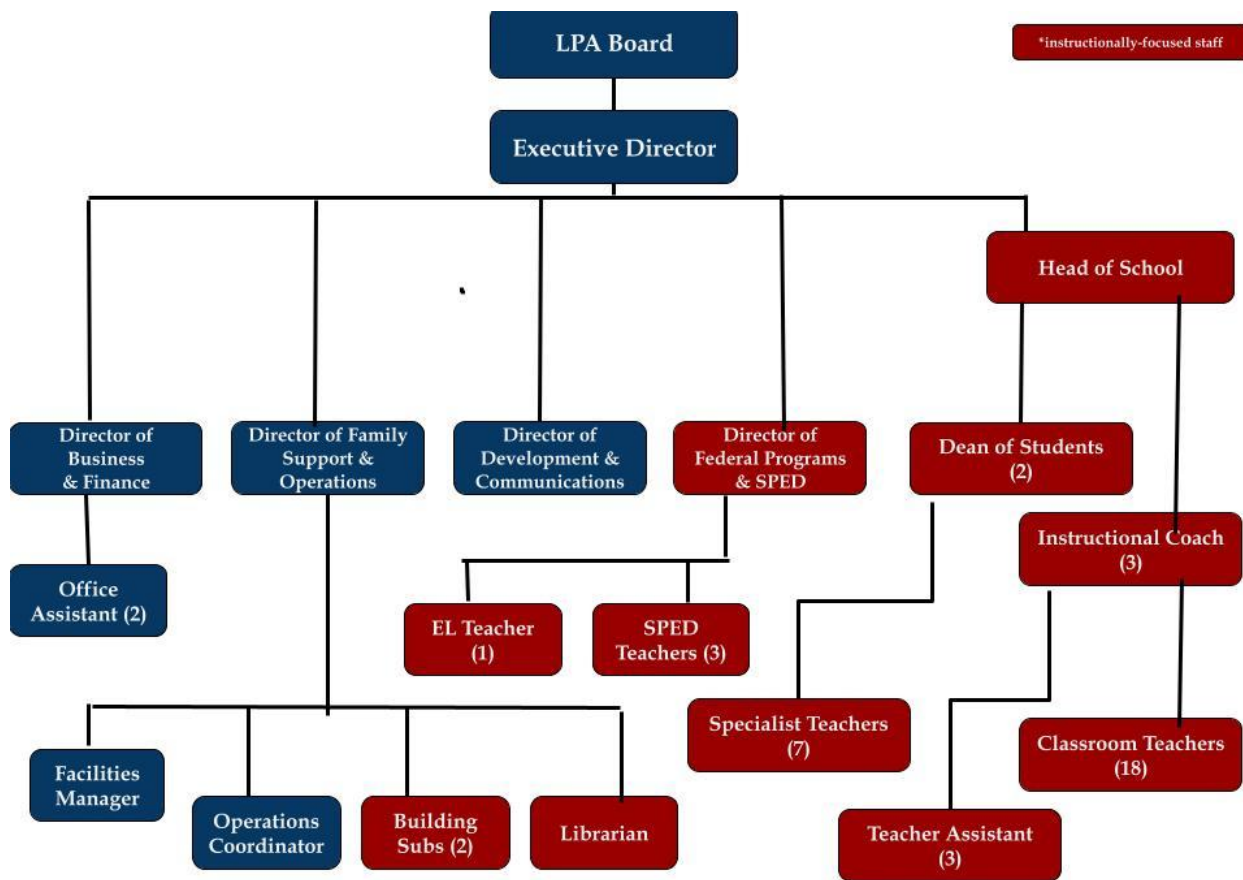 LPA Board
*instructionally-focused staff
Executive Director
Head of School
Director of
Business
& Finance
Director of Family
Support &
Operations
Director of
Development &
Communications
Director of
Federal Programs
& SPED
Dean of Students
(2)
Instructional Coach
(3)
Office
Assistant (2)
EL Teacher
(1)
SPED
Teachers (3)
Specialist Teachers
(7)
Classroom Teachers
(18)
Facilities
Manager
Operations
Coordinator
Building
Subs (2)
Librarian
Teacher Assistant
(3)